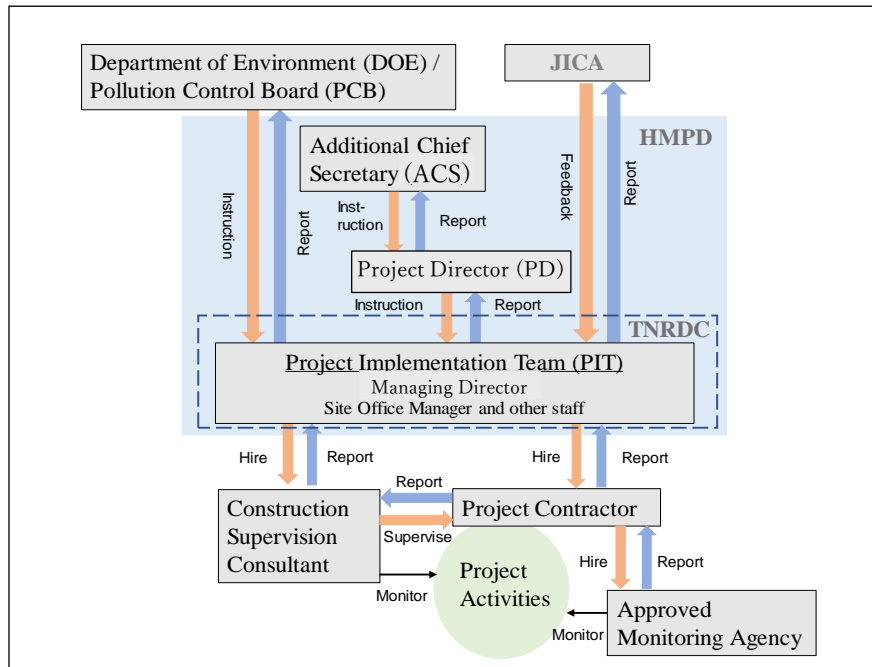 Department of Environment (DOE) /
Pollution Control Board (PCB)
JICA
HMPD
Additional Chief
Secretary (ACS)
Instruction
Report
Inst-
ruction
Report
Feedback
Report
Project Director (PD)
Instruction
Report
TNRDC
Project Implementation Team (PIT)
Managing Director
Site Office Manager and other staff
Hire
Report
Hire
Report
Construction
Supervision
Consultant
Report
Supervise
Project Contractor
Monitor
Project
Activities
Hire
Report
Monitor
Approved
Monitoring Agency